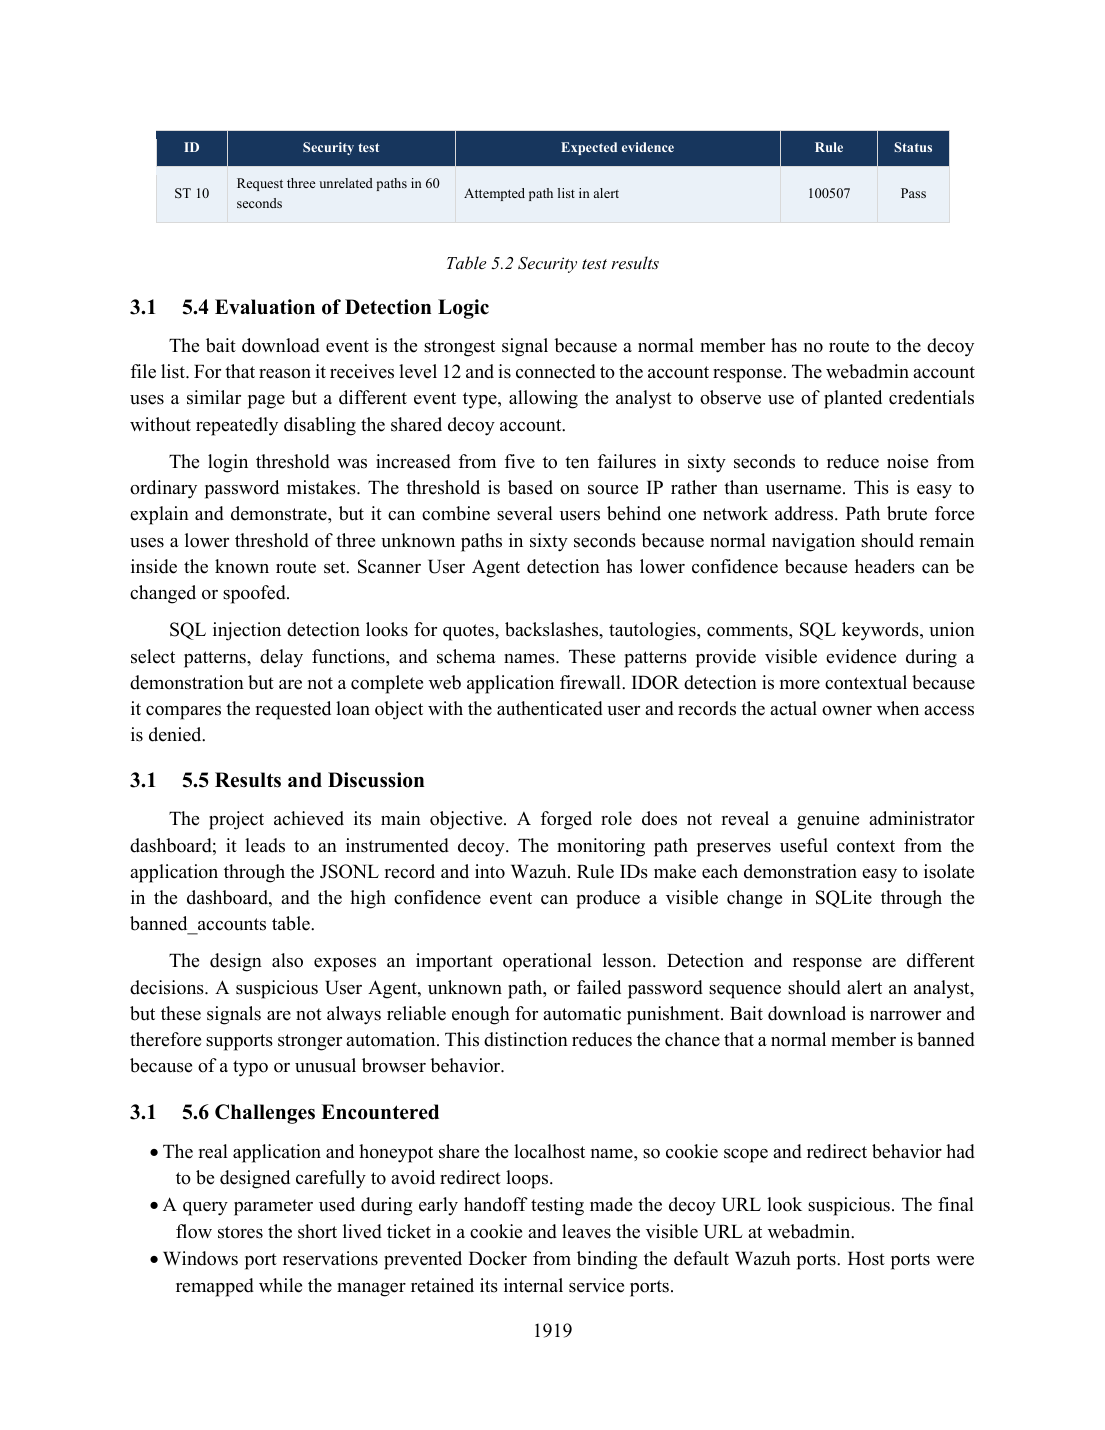 ID Security test Expected evidence Rule Status
ST 10 Request three unrelated paths in 60 seconds Attempted path list in alert 100507 Pass
Table 5.2 Security test results
3.1 5.4 Evaluation of Detection Logic
The bait download event is the strongest signal because a normal member has no route to the decoy
file list. For that reason it receives level 12 and is connected to the account response. The webadmin account
uses a similar page but a different event type, allowing the analyst to observe use of planted credentials
without repeatedly disabling the shared decoy account.
The login threshold was increased from five to ten failures in sixty seconds to reduce noise from
ordinary password mistakes. The threshold is based on source IP rather than username. This is easy to
explain and demonstrate, but it can combine several users behind one network address. Path brute force
uses a lower threshold of three unknown paths in sixty seconds because normal navigation should remain
inside the known route set. Scanner User Agent detection has lower confidence because headers can be
changed or spoofed.
SQL injection detection looks for quotes, backslashes, tautologies, comments, SQL keywords, union
select patterns, delay functions, and schema names. These patterns provide visible evidence during a
demonstration but are not a complete web application firewall. IDOR detection is more contextual because
it compares the requested loan object with the authenticated user and records the actual owner when access
is denied.
3.1 5.5 Results and Discussion
The project achieved its main objective. A forged role does not reveal a genuine administrator
dashboard; it leads to an instrumented decoy. The monitoring path preserves useful context from the
application through the JSONL record and into Wazuh. Rule IDs make each demonstration easy to isolate
in the dashboard, and the high confidence event can produce a visible change in SQLite through the
banned_accounts table.
The design also exposes an important operational lesson. Detection and response are different
decisions. A suspicious User Agent, unknown path, or failed password sequence should alert an analyst,
but these signals are not always reliable enough for automatic punishment. Bait download is narrower and
therefore supports stronger automation. This distinction reduces the chance that a normal member is banned
because of a typo or unusual browser behavior.
3.1 5.6 Challenges Encountered
• The real application and honeypot share the localhost name, so cookie scope and redirect behavior had
to be designed carefully to avoid redirect loops.
• A query parameter used during early handoff testing made the decoy URL look suspicious. The final
flow stores the short lived ticket in a cookie and leaves the visible URL at webadmin.
• Windows port reservations prevented Docker from binding the default Wazuh ports. Host ports were
remapped while the manager retained its internal service ports.
1919